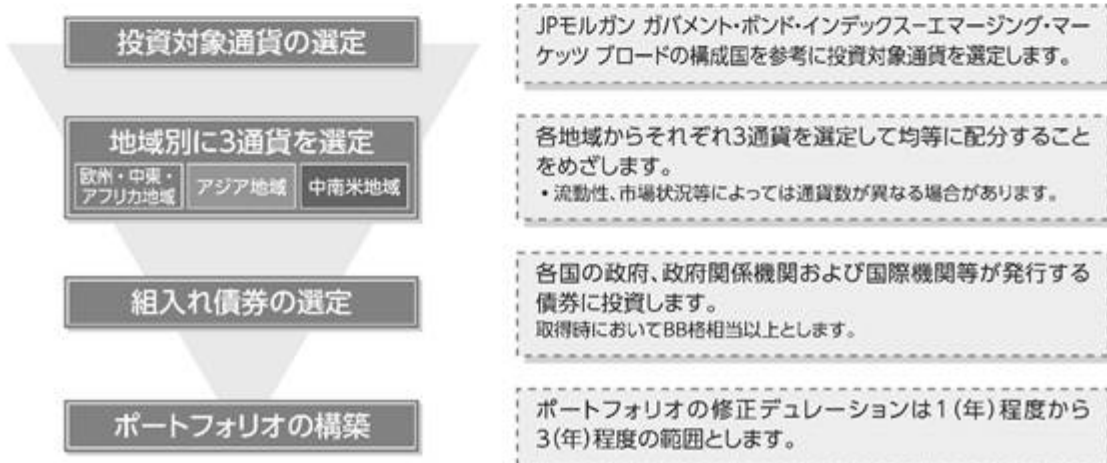 投資対象通貨の選定
JPモルガン ガバメント・ボンド・インデックス－エマージング・マー
ケッツ ブロードの構成国を参考に投資対象通貨を選定します。
地域別に3通貨を選定
欧州・中東・
アフリカ地域
アジア地域
中南米地域
各地域からそれぞれ3通貨を選定して均等に配分すること
をめざします。
・流動性、市場状況等によっては通貨数が異なる場合があります。
組入れ債券の選定
各国の政府、政府関係機関および国際機関等が発行する
債券に投資します。
取得時においてBB格相当以上とします。
ポートフォリオの構築
ポートフォリオの修正デュレーションは1（年）程度から
3（年）程度の範囲とします。